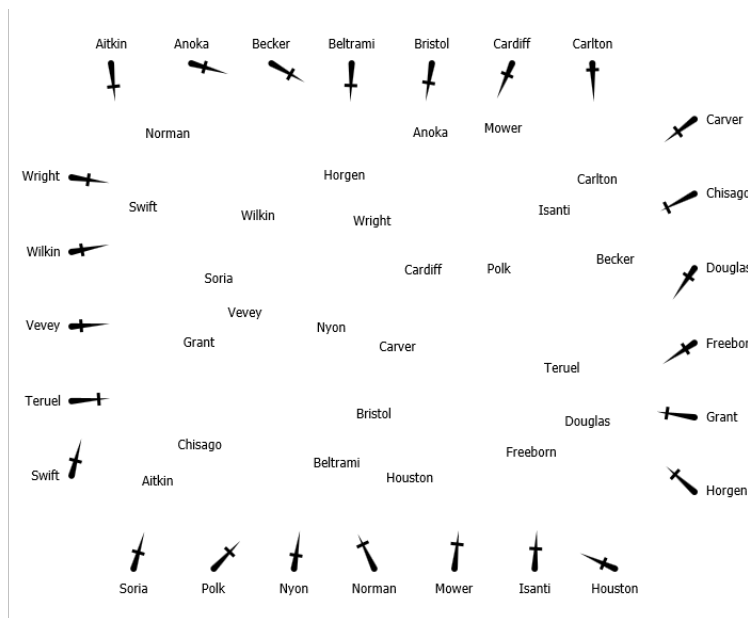 Aitkin Anoka Becker Beltrami Bristol Cardiff Carlton
Carver
Mower
Norman Anoka
Horgen
Wright
Carlton
Chisago
Swift
Isanti
Wilkin
Wright
Wilkin
Becker
Douglas
Cardiff Polk
Soria
Vevey
Vevey
Nyon
Grant
Freebor
Carver
Teruel
Teruel
Bristol
Grant
Douglas
Chisago
Freeborn
Beltrami
Swift
Houston
Aitkin
Horgen
Soria Polk Nyon Norman Mower Isanti Houston